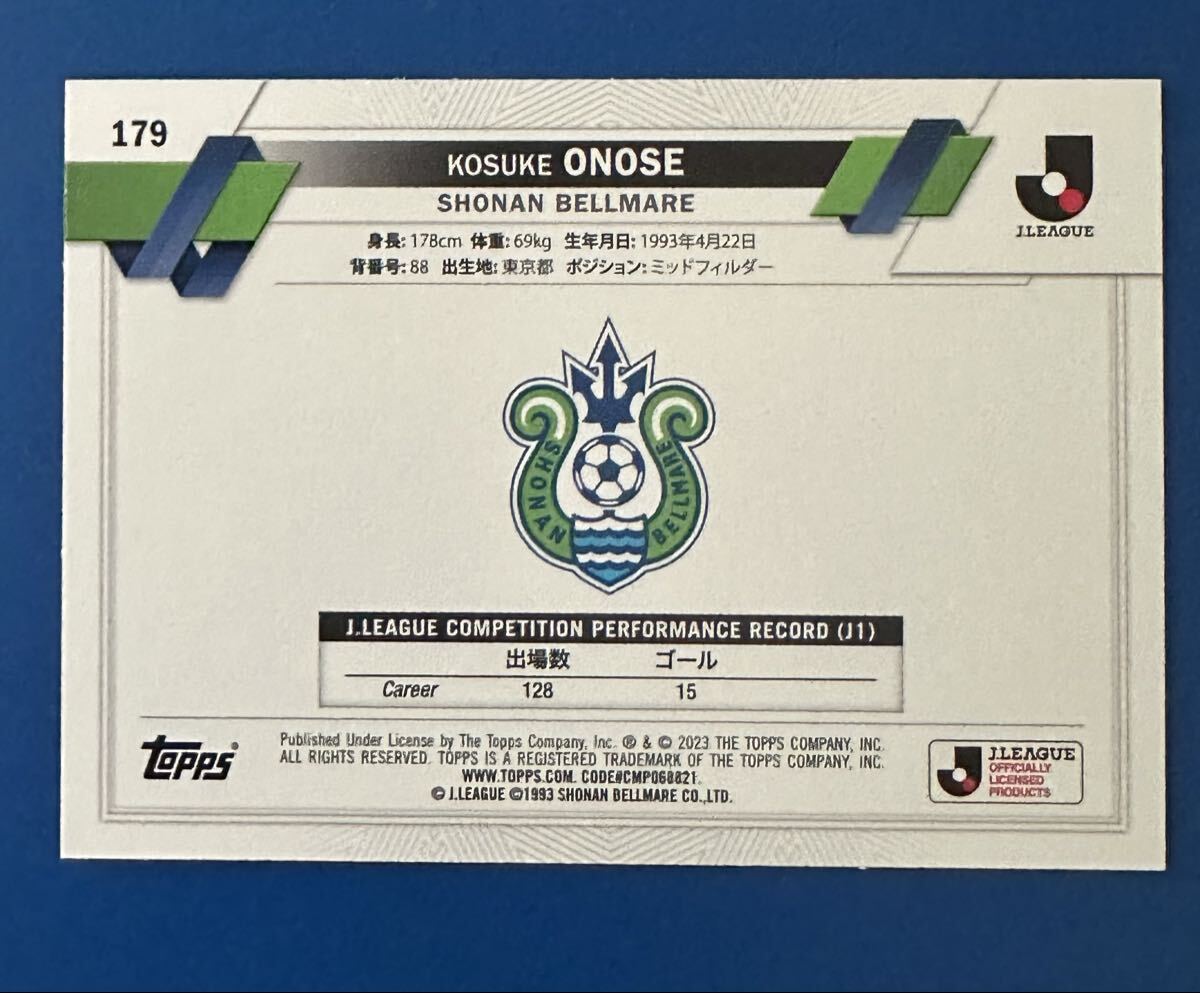 179
KOSUKE ONOSE
SHONAN BELLMARE
J.LEAGUE
身長: 178cm 体重: 69kg 生年月日: 1993年4月22日
背番号: 88 出生地: 東京都 ポジション: ミッドフィルダー
SHONAN BELLMARE
J.LEAGUE COMPETITION PERFORMANCE RECORD (J1)
出場数 ゴール
Career 128 15
topps®
Published Under License by The Topps Company, Inc. ® & © 2023 THE TOPPS COMPANY, INC.
ALL RIGHTS RESERVED. TOPPS IS A REGISTERED TRADEMARK OF THE TOPPS COMPANY, INC.
WWW.TOPPS.COM. CODE#CMP068821.
© J.LEAGUE ©1993 SHONAN BELLMARE CO.,LTD.
J.LEAGUE
OFFICIALLY
LICENSED
PRODUCTS